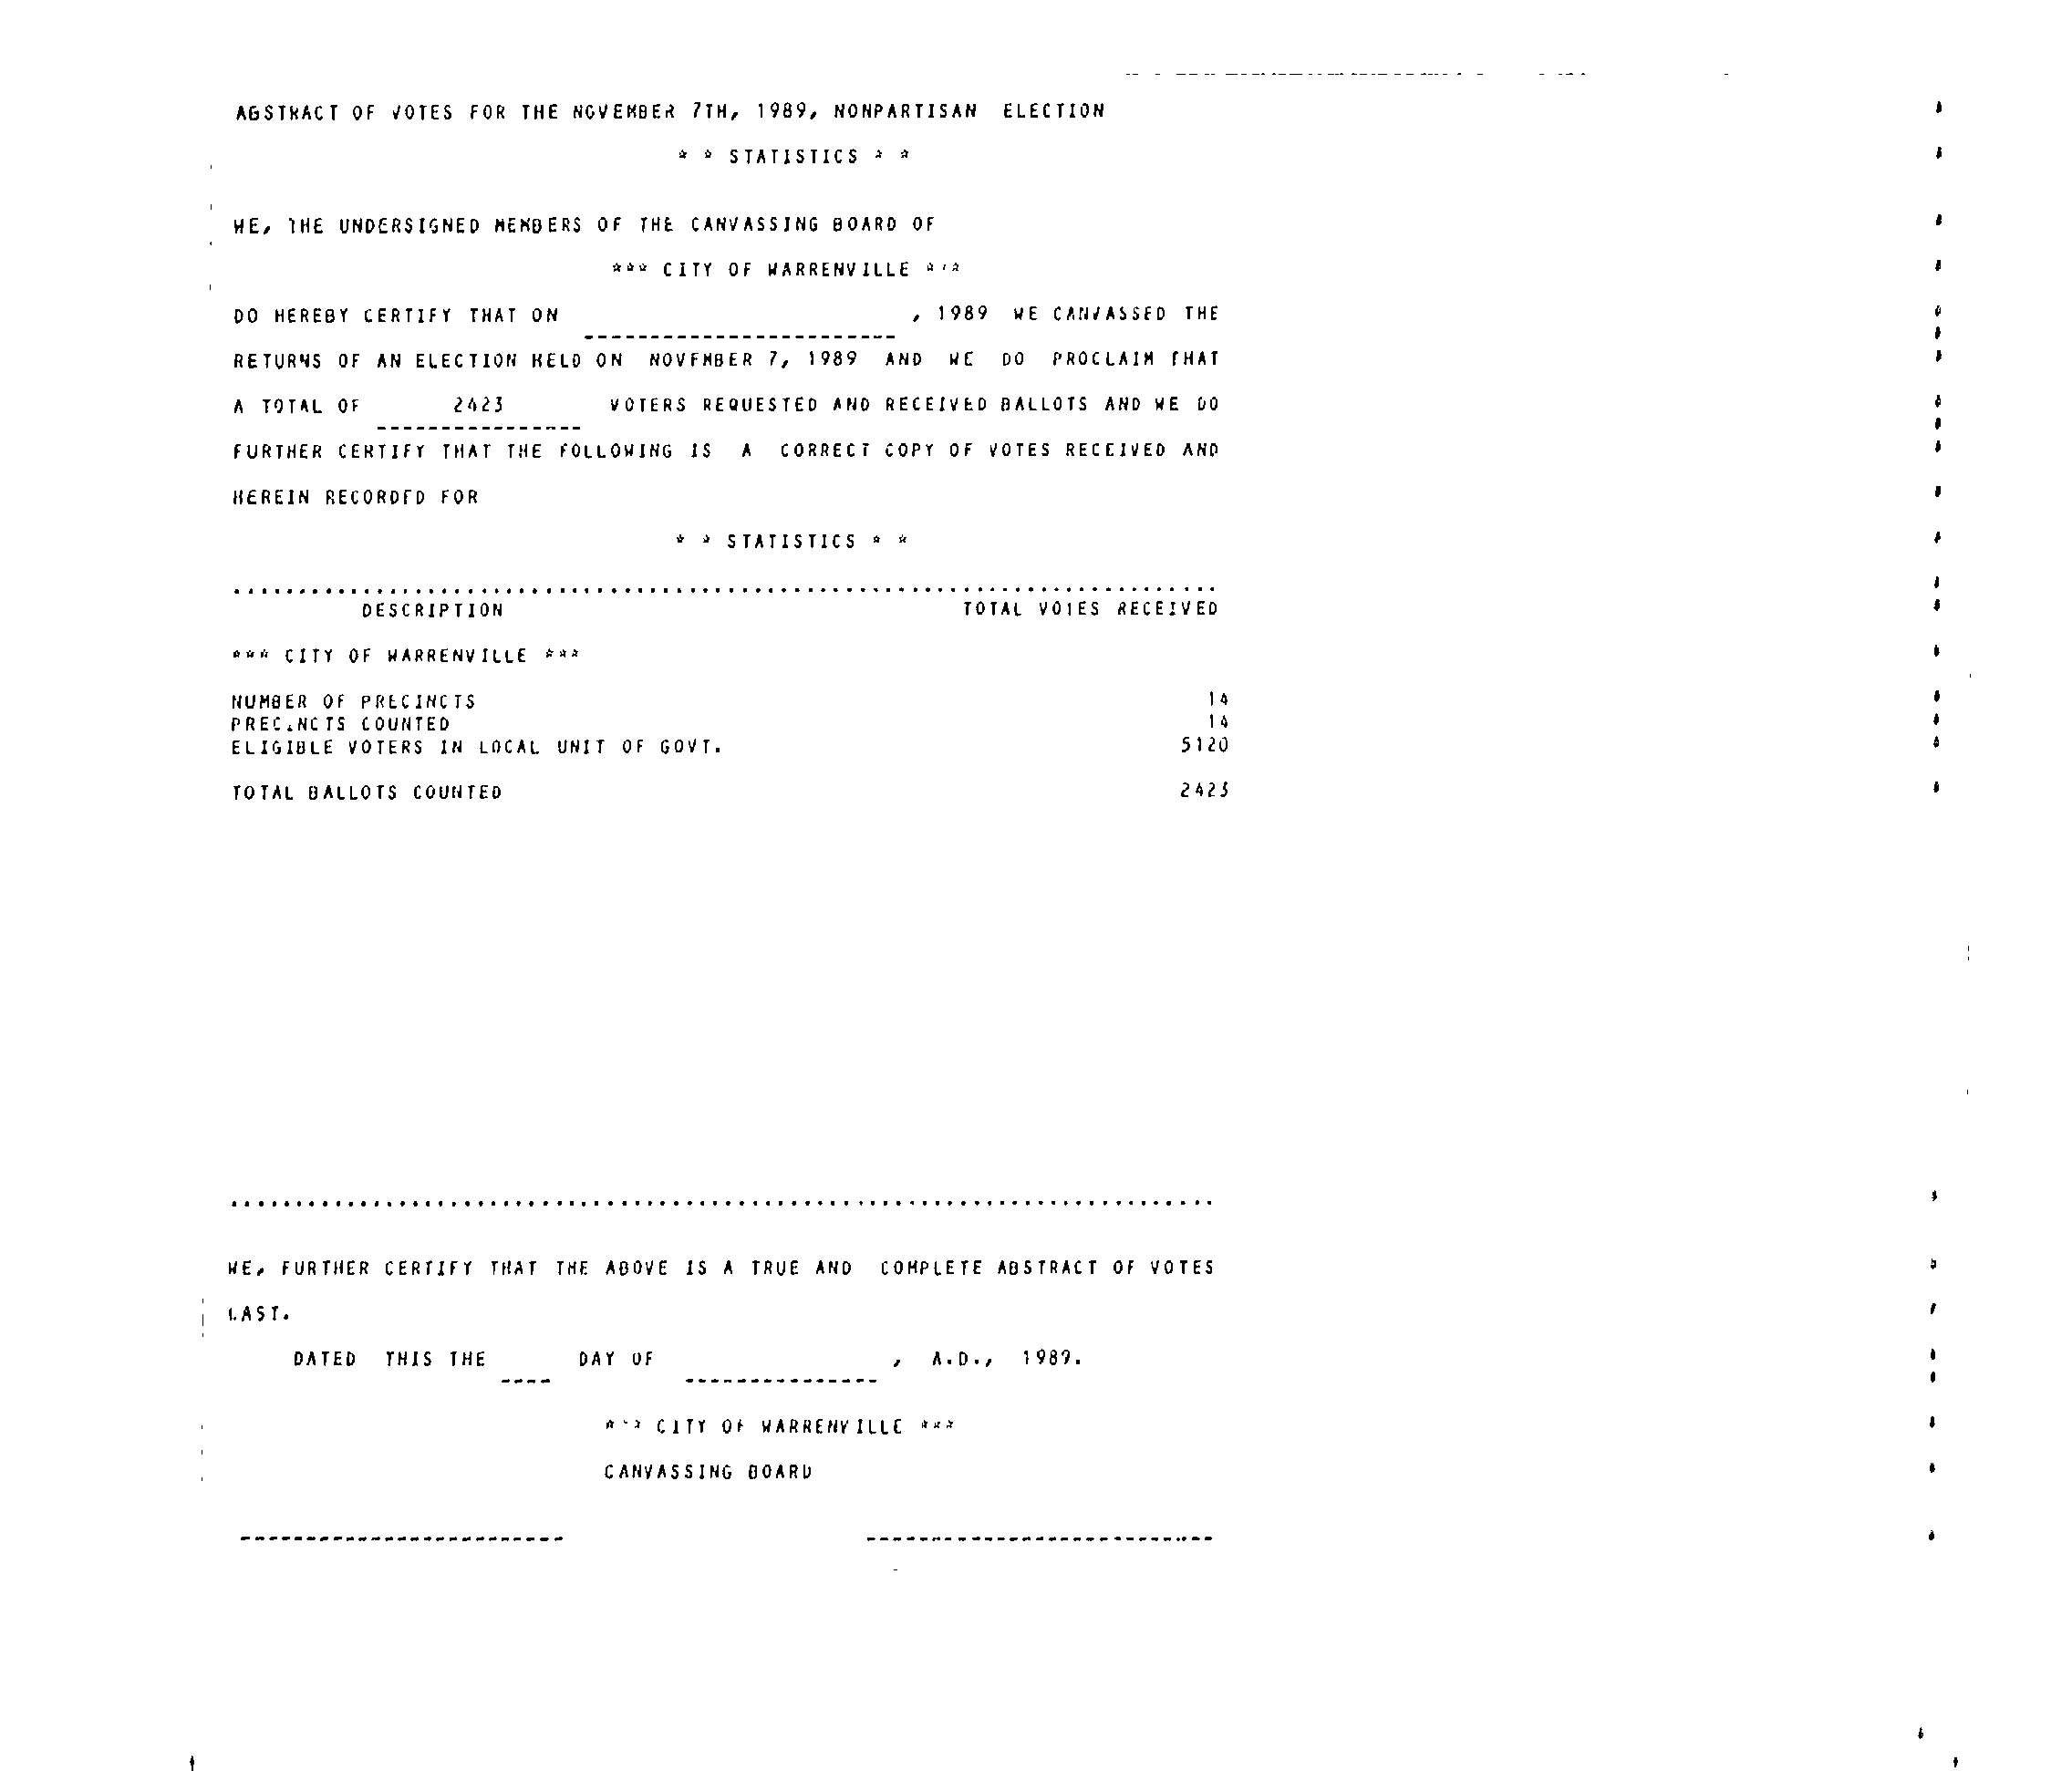 ABSTRACT OF VOTES FOR THE NOVEMBER 7TH, 1989, NONPARTISAN ELECTION
* * STATISTICS * *
WE, THE UNDERSIGNED MEMBERS OF THE CANVASSING BOARD OF
*** CITY OF WARRENVILLE ***
DO HEREBY CERTIFY THAT ON ________________________ , 1989 WE CANVASSED THE
RETURNS OF AN ELECTION HELD ON NOVEMBER 7, 1989 AND WE DO PROCLAIM THAT
A TOTAL OF 2423 VOTERS REQUESTED AND RECEIVED BALLOTS AND WE DO
FURTHER CERTIFY THAT THE FOLLOWING IS A CORRECT COPY OF VOTES RECEIVED AND
HEREIN RECORDED FOR
* * STATISTICS * *
DESCRIPTION TOTAL VOTES RECEIVED
*** CITY OF WARRENVILLE ***
NUMBER OF PRECINCTS 14
PRECINCTS COUNTED 14
ELIGIBLE VOTERS IN LOCAL UNIT OF GOVT. 5120
TOTAL BALLOTS COUNTED 2423
WE, FURTHER CERTIFY THAT THE ABOVE IS A TRUE AND COMPLETE ABSTRACT OF VOTES
CAST.
DATED THIS THE ____ DAY OF _______________ , A.D., 1989.
*** CITY OF WARRENVILLE ***
CANVASSING BOARD